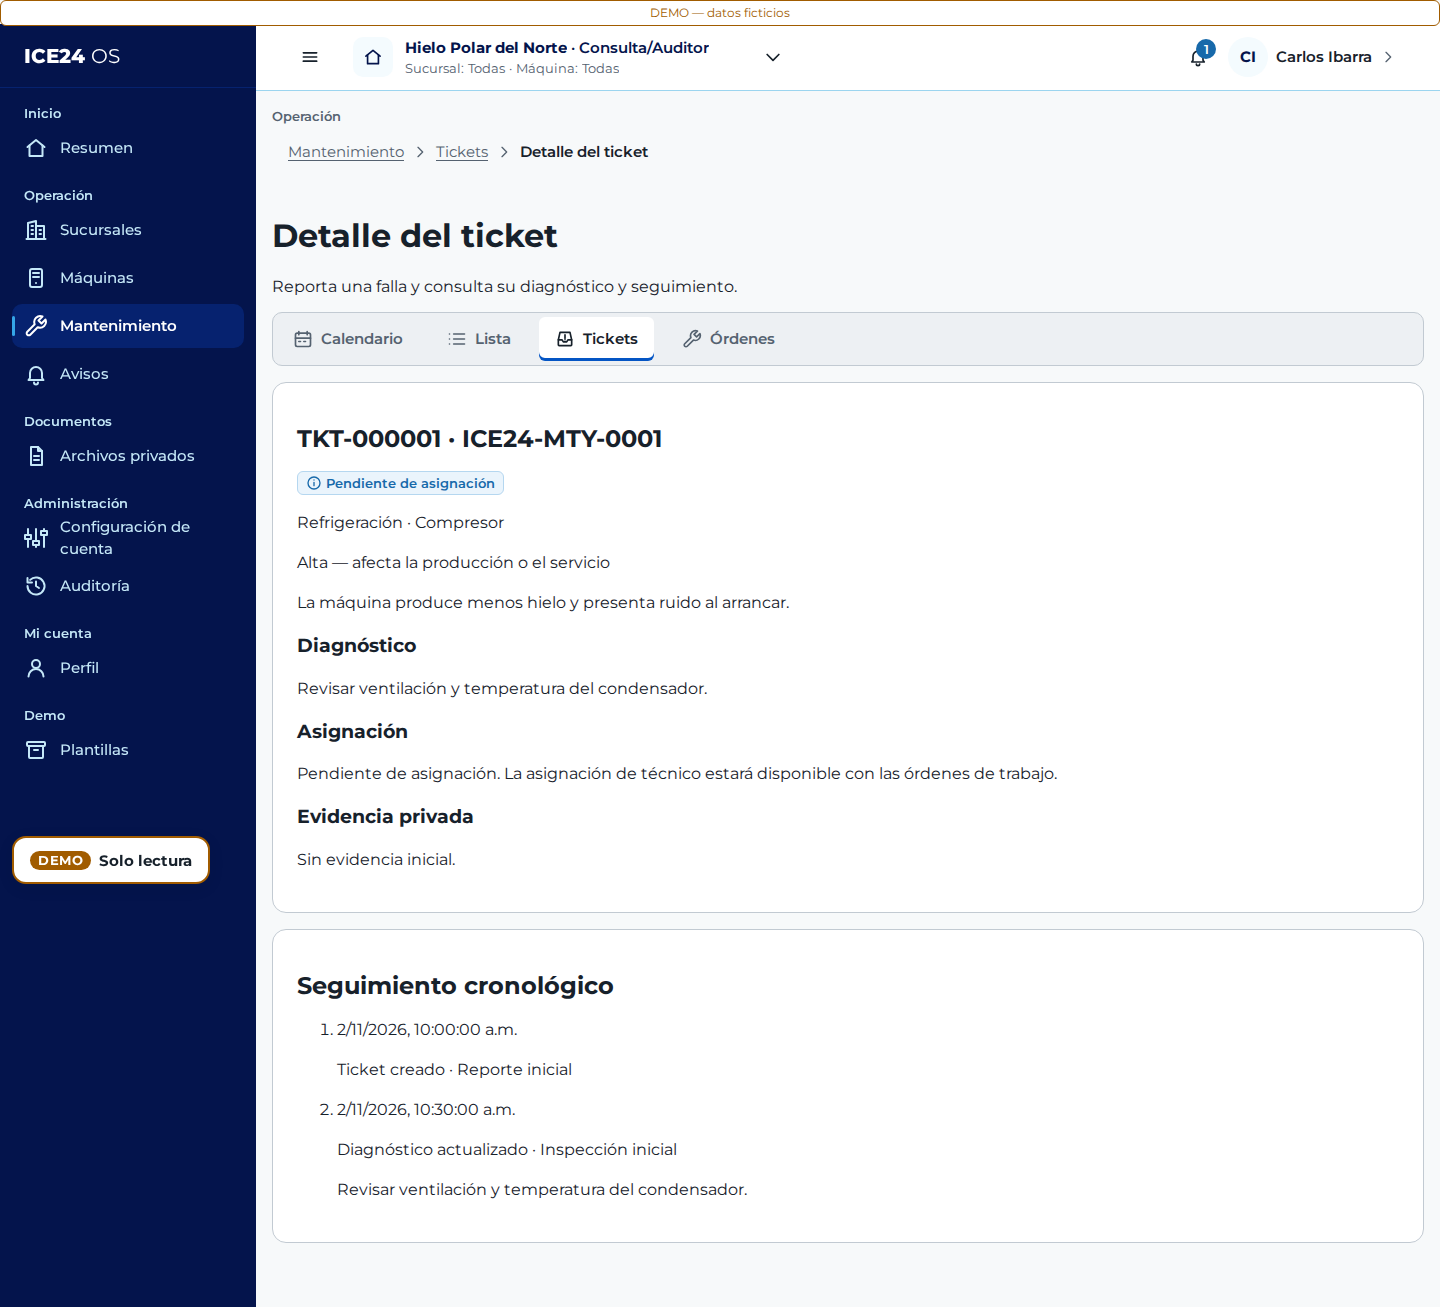 DEMO — datos ficticios
ICE24 OS
Inicio
Resumen
Operación
Sucursales
Máquinas
Mantenimiento
Avisos
Documentos
Archivos privados
Administración
Configuración de
cuenta
Auditoría
Mi cuenta
Perfil
Demo
Plantillas
DEMO Solo lectura
Hielo Polar del Norte · Consulta/Auditor
Sucursal: Todas · Máquina: Todas
1
CI Carlos Ibarra
Operación
Mantenimiento Tickets Detalle del ticket
Detalle del ticket
Reporta una falla y consulta su diagnóstico y seguimiento.
Calendario Lista Tickets Órdenes
TKT-000001 · ICE24-MTY-0001
Pendiente de asignación
Refrigeración · Compresor
Alta — afecta la producción o el servicio
La máquina produce menos hielo y presenta ruido al arrancar.
Diagnóstico
Revisar ventilación y temperatura del condensador.
Asignación
Pendiente de asignación. La asignación de técnico estará disponible con las órdenes de trabajo.
Evidencia privada
Sin evidencia inicial.
Seguimiento cronológico
1. 2/11/2026, 10:00:00 a.m.
Ticket creado · Reporte inicial
2. 2/11/2026, 10:30:00 a.m.
Diagnóstico actualizado · Inspección inicial
Revisar ventilación y temperatura del condensador.